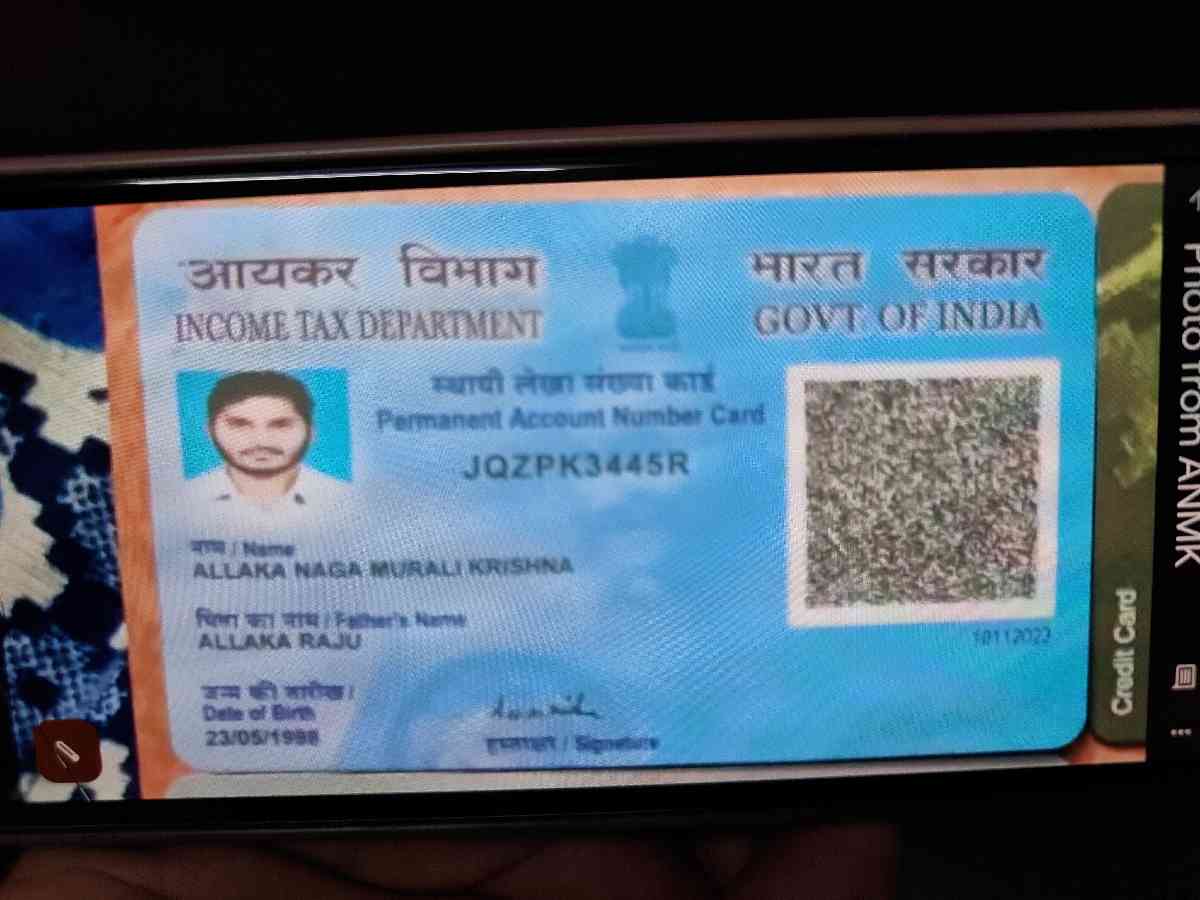 आयकर विभाग
INCOME TAX DEPARTMENT
भारत सरकार
GOVT OF INDIA
स्थायी लेखा संख्या कार्ड
Permanent Account Number Card
JQZPK3445R
नाम / Name
ALLAKA NAGA MURALI KRISHNA
पिता का नाम / Father's Name
ALLAKA RAJU
जन्म की तारीख /
Date of Birth
23/05/1998
हस्ताक्षर / Signature
10112022
Credit Card
Photo from ANMK